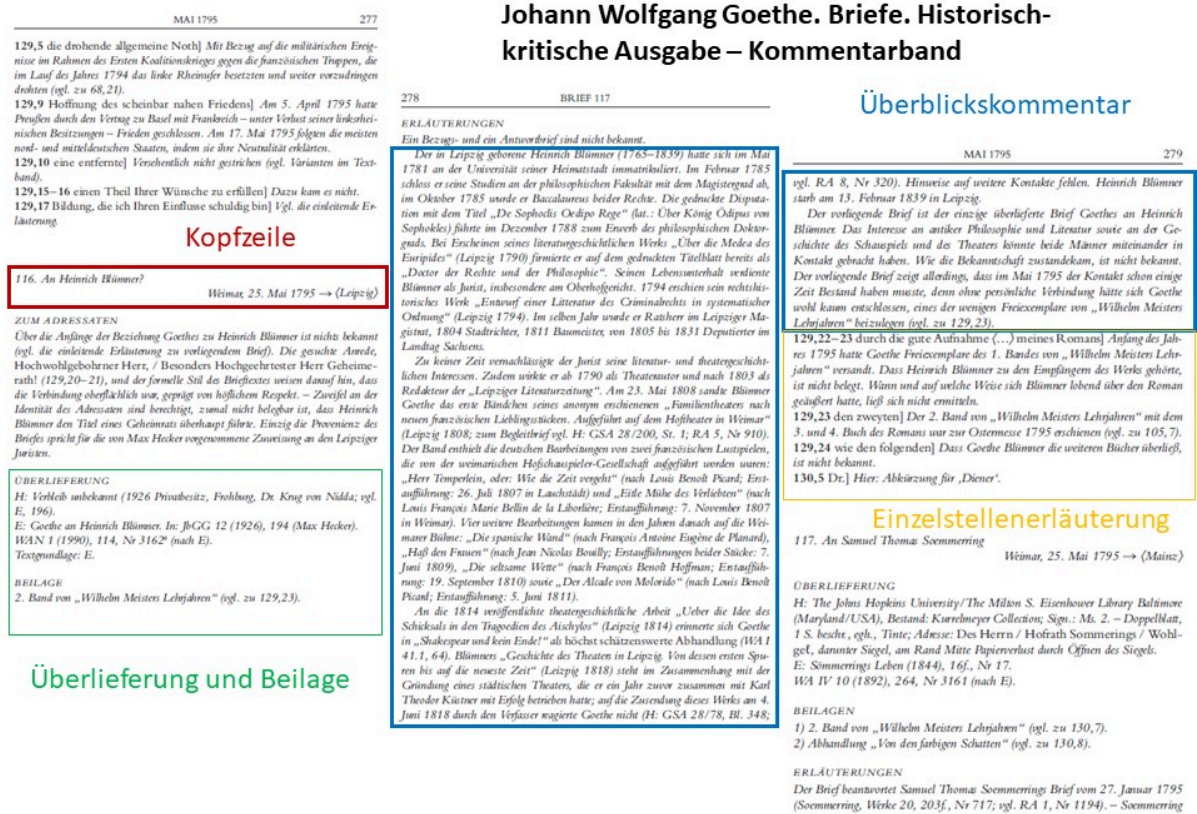 Johann Wolfgang Goethe. Briefe. Historisch-
kritische Ausgabe – Kommentarband
MAI 1795 277
129,5 die drohende allgemeine Noth] Mit Bezug auf die militärischen Ereig-
nisse im Rahmen des Ersten Koalitionskrieges gegen die französischen Truppen, die
im Lauf des Jahres 1794 das linke Rheinufer besetzten und weiter vorzudringen
drohten (vgl. zu 68,21).
129,9 Hoffnung des scheinbar nahen Friedens] Am 5. April 1795 hatte
Preußen durch den Vertrag zu Basel mit Frankreich – unter Verlust seiner linksrhei-
nischen Besitzungen – Frieden geschlossen. Am 17. Mai 1795 folgten die meisten
nord- und mitteldeutschen Staaten, indem sie ihre Neutralität erklärten.
129,10 eine entfernte] Versehentlich nicht gestrichen (vgl. Varianten im Text-
band).
129,15–16 einen Theil Ihrer Wünsche zu erfüllen] Dazu kam es nicht.
129,17 Bildung, die ich Ihren Einflusse schuldig bin] Vgl. die einleitende Er-
läuterung.
Kopfzeile
116. An Heinrich Blümner?
Weimar, 25. Mai 1795 → ⟨Leipzig⟩
ZUM ADRESSATEN
Über die Anfänge der Beziehung Goethes zu Heinrich Blümner ist nichts bekannt
(vgl. die einleitende Erläuterung zu vorliegendem Brief). Die gesuchte Anrede,
Hochwohlgebohrner Herr, / Besonders Hochgeehrtester Herr Geheime-
rath! (129,20–21), und der formelle Stil des Brieftextes weisen darauf hin, dass
die Verbindung oberflächlich war, geprägt von höflichem Respekt. – Zweifel an der
Identität des Adressaten sind berechtigt, zumal nicht belegbar ist, dass Heinrich
Blümner den Titel eines Geheimrats überhaupt führte. Einzig die Provenienz des
Briefes spricht für die von Max Hecker vorgenommene Zuweisung an den Leipziger
Juristen.
ÜBERLIEFERUNG
H: Verbleib unbekannt (1926 Privatbesitz, Frohburg, Dr. Krug von Nidda; vgl.
E, 196).
E: Goethe an Heinrich Blümner. In: JbGG 12 (1926), 194 (Max Hecker).
WAN 1 (1990), 114, Nr 3162ª (nach E).
Textgrundlage: E.
BEILAGE
2. Band von „Wilhelm Meisters Lehrjahren“ (vgl. zu 129,23).
Überlieferung und Beilage
278 BRIEF 117
ERLÄUTERUNGEN
Ein Bezugs- und ein Antwortbrief sind nicht bekannt.
Der in Leipzig geborene Heinrich Blümner (1765–1839) hatte sich im Mai
1781 an der Universität seiner Heimatstadt immatrikuliert. Im Februar 1785
schloss er seine Studien an der philosophischen Fakultät mit dem Magistergrad ab,
im Oktober 1785 wurde er Baccalaureus beider Rechte. Die gedruckte Disputa-
tion mit dem Titel „De Sophoclis Oedipo Rege“ (lat.: Über König Ödipus von
Sophokles) führte im Dezember 1788 zum Erwerb des philosophischen Doktor-
grads. Bei Erscheinen seines literaturgeschichtlichen Werks „Über die Medea des
Euripides“ (Leipzig 1790) firmierte er auf dem gedruckten Titelblatt bereits als
„Doctor der Rechte und der Philosophie“. Seinen Lebensunterhalt verdiente
Blümner als Jurist, insbesondere am Oberhofgericht. 1794 erschien sein rechtshis-
torisches Werk „Entwurf einer Litteratur des Criminalrechts in systematischer
Ordnung“ (Leipzig 1794). Im selben Jahr wurde er Ratsherr im Leipziger Ma-
gistrat, 1804 Stadtrichter, 1811 Baumeister, von 1805 bis 1831 Deputierter im
Landtag Sachsens.
Zu keiner Zeit vernachlässigte der Jurist seine literatur- und theatergeschicht-
lichen Interessen. Zudem wirkte er ab 1790 als Theaterautor und nach 1803 als
Redakteur der „Leipziger Literaturzeitung“. Am 23. Mai 1808 sandte Blümner
Goethe das erste Bändchen seines anonym erschienenen „Familientheaters nach
neuen französischen Lieblingsstücken. Aufgeführt auf dem Hoftheater in Weimar“
(Leipzig 1808; zum Begleitbrief vgl. H: GSA 28/200, St. 1; RA 5, Nr 910).
Der Band enthielt die deutschen Bearbeitungen von zwei französischen Lustspielen,
die von der weimarischen Hofschauspieler-Gesellschaft aufgeführt worden waren:
„Herr Temperlein, oder: Wie die Zeit vergeht“ (nach Louis Benoît Picard; Erst-
aufführung: 26. Juli 1807 in Lauchstädt) und „Eitle Mühe des Verliebten“ (nach
Louis François Marie Bellin de la Liborlière; Erstaufführung: 7. November 1807
in Weimar). Vier weitere Bearbeitungen kamen in den Jahren danach auf die Wei-
marer Bühne: „Die spanische Wand“ (nach François Antoine Eugène de Planard),
„Haß den Frauen“ (nach Jean Nicolas Bouilly; Erstaufführungen beider Stücke: 7.
Juni 1809), „Die seltsame Wette“ (nach François Benoît Hoffman; Erstauffüh-
rung: 19. September 1810) sowie „Der Alcade von Molorido“ (nach Louis Benoît
Picard; Erstaufführung: 5. Juni 1811).
An die 1814 veröffentlichte theatergeschichtliche Arbeit „Ueber die Idee des
Schicksals in den Tragoedien des Aischylos“ (Leipzig 1814) erinnerte sich Goethe
in „Shakespear und kein Ende!“ als höchst schätzenswerte Abhandlung (WA I
41.1, 64). Blümners „Geschichte des Theaters in Leipzig. Von dessen ersten Spu-
ren bis auf die neueste Zeit“ (Leizpig 1818) steht im Zusammenhang mit der
Gründung eines städtischen Theaters, die er ein Jahr zuvor zusammen mit Karl
Theodor Küstner mit Erfolg betrieben hatte; auf die Zusendung dieses Werks am 4.
Juni 1818 durch den Verfasser reagierte Goethe nicht (H: GSA 28/78, Bl. 348;
Überblickskommentar
MAI 1795 279
vgl. RA 8, Nr 320). Hinweise auf weitere Kontakte fehlen. Heinrich Blümner
starb am 13. Februar 1839 in Leipzig.
Der vorliegende Brief ist der einzige überlieferte Brief Goethes an Heinrich
Blümner. Das Interesse an antiker Philosophie und Literatur sowie an der Ge-
schichte des Schauspiels und des Theaters könnte beide Männer miteinander in
Kontakt gebracht haben. Wie die Bekanntschaft zustandekam, ist nicht bekannt.
Der vorliegende Brief zeigt allerdings, dass im Mai 1795 der Kontakt schon einige
Zeit Bestand haben musste, denn ohne persönliche Verbindung hätte sich Goethe
wohl kaum entschlossen, eines der wenigen Freiexemplare von „Wilhelm Meisters
Lehrjahren“ beizulegen (vgl. zu 129,23).
129,22–23 durch die gute Aufnahme ⟨…⟩ meines Romans] Anfang des Jah-
res 1795 hatte Goethe Freiexemplare des 1. Bandes von „Wilhelm Meisters Lehr-
jahren“ versandt. Dass Heinrich Blümner zu den Empfängern des Werks gehörte,
ist nicht belegt. Wann und auf welche Weise sich Blümner lobend über den Roman
geäußert hatte, ließ sich nicht ermitteln.
129,23 den zweyten] Der 2. Band von „Wilhelm Meisters Lehrjahren“ mit dem
3. und 4. Buch des Romans war zur Ostermesse 1795 erschienen (vgl. zu 105,7).
129,24 wie den folgenden] Dass Goethe Blümner die weiteren Bücher überließ,
ist nicht bekannt.
130,5 Dr.] Hier: Abkürzung für ‚Diener‘.
Einzelstellenerläuterung
117. An Samuel Thomas Soemmerring
Weimar, 25. Mai 1795 → ⟨Mainz⟩
ÜBERLIEFERUNG
H: The Johns Hopkins University/The Milton S. Eisenhower Library Baltimore
(Maryland/USA), Bestand: Kurrelmeyer Collection; Sign.: Ms. 2. – Doppelblatt,
1 S. beschr., egh., Tinte; Adresse: Des Herrn / Hofrath Sommerings / Wohl-
geb., darunter Siegel, am Rand Mitte Papierverlust durch Öffnen des Siegels.
E: Sömmerrings Leben (1844), 16f., Nr 17.
WA IV 10 (1892), 264, Nr 3161 (nach E).
BEILAGEN
1) 2. Band von „Wilhelm Meisters Lehrjahren“ (vgl. zu 130,7).
2) Abhandlung „Von den farbigen Schatten“ (vgl. zu 130,8).
ERLÄUTERUNGEN
Der Brief beantwortet Samuel Thomas Soemmerrings Brief vom 27. Januar 1795
(Soemmerring, Werke 20, 203f., Nr 717; vgl. RA 1, Nr 1194). – Soemmerring